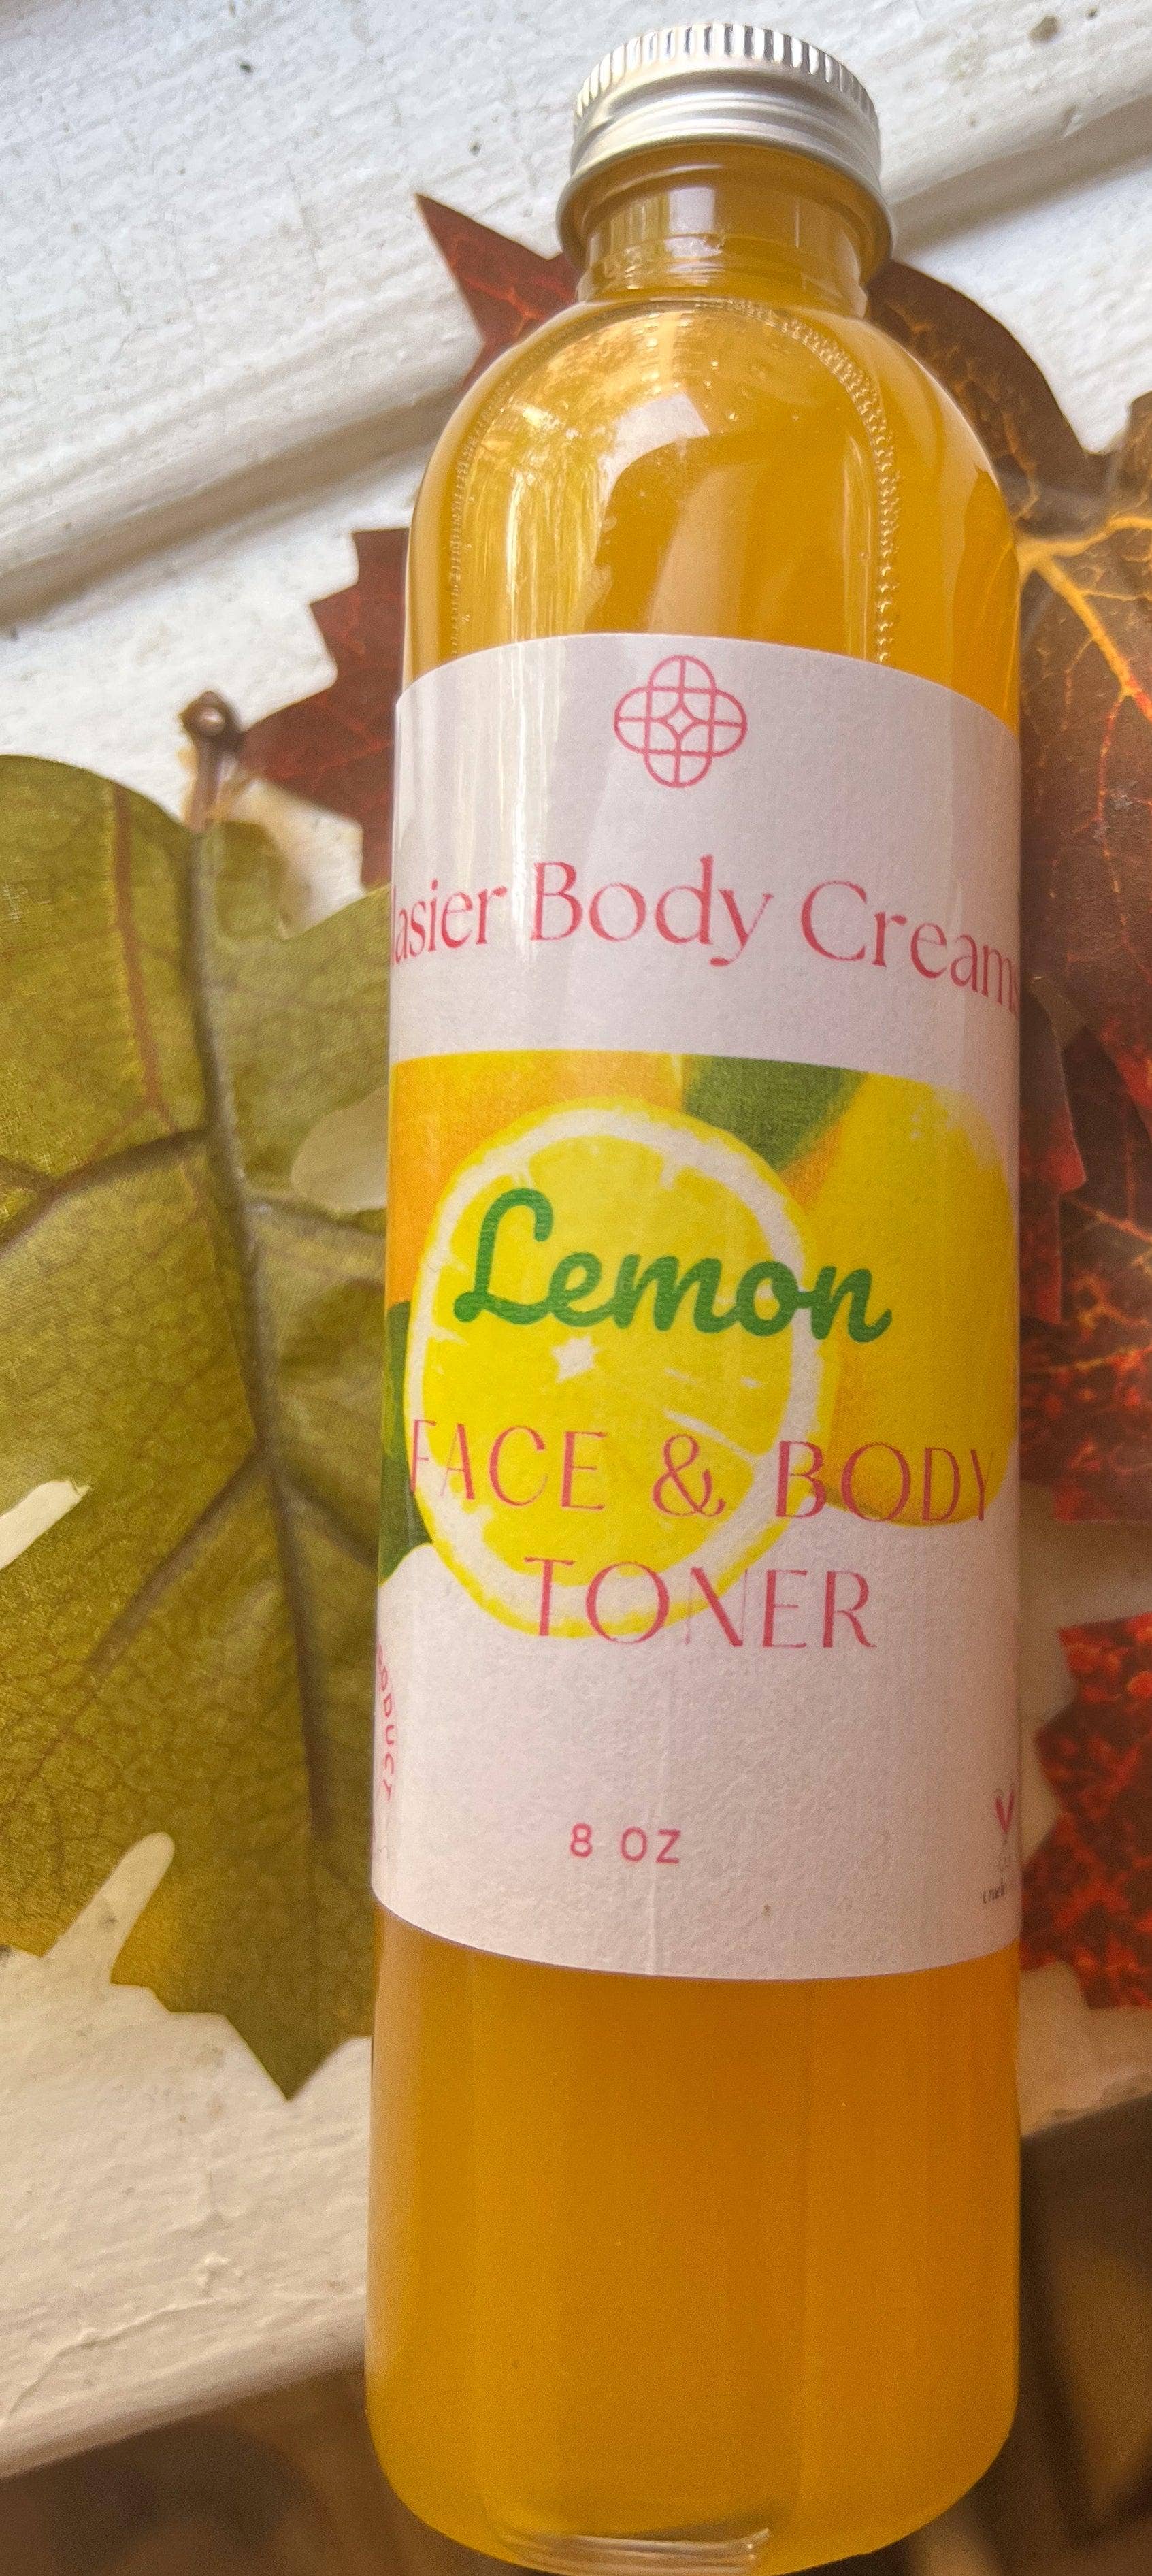 Body Creams
Lemon
FACE & BODY
TONER
8 OZ